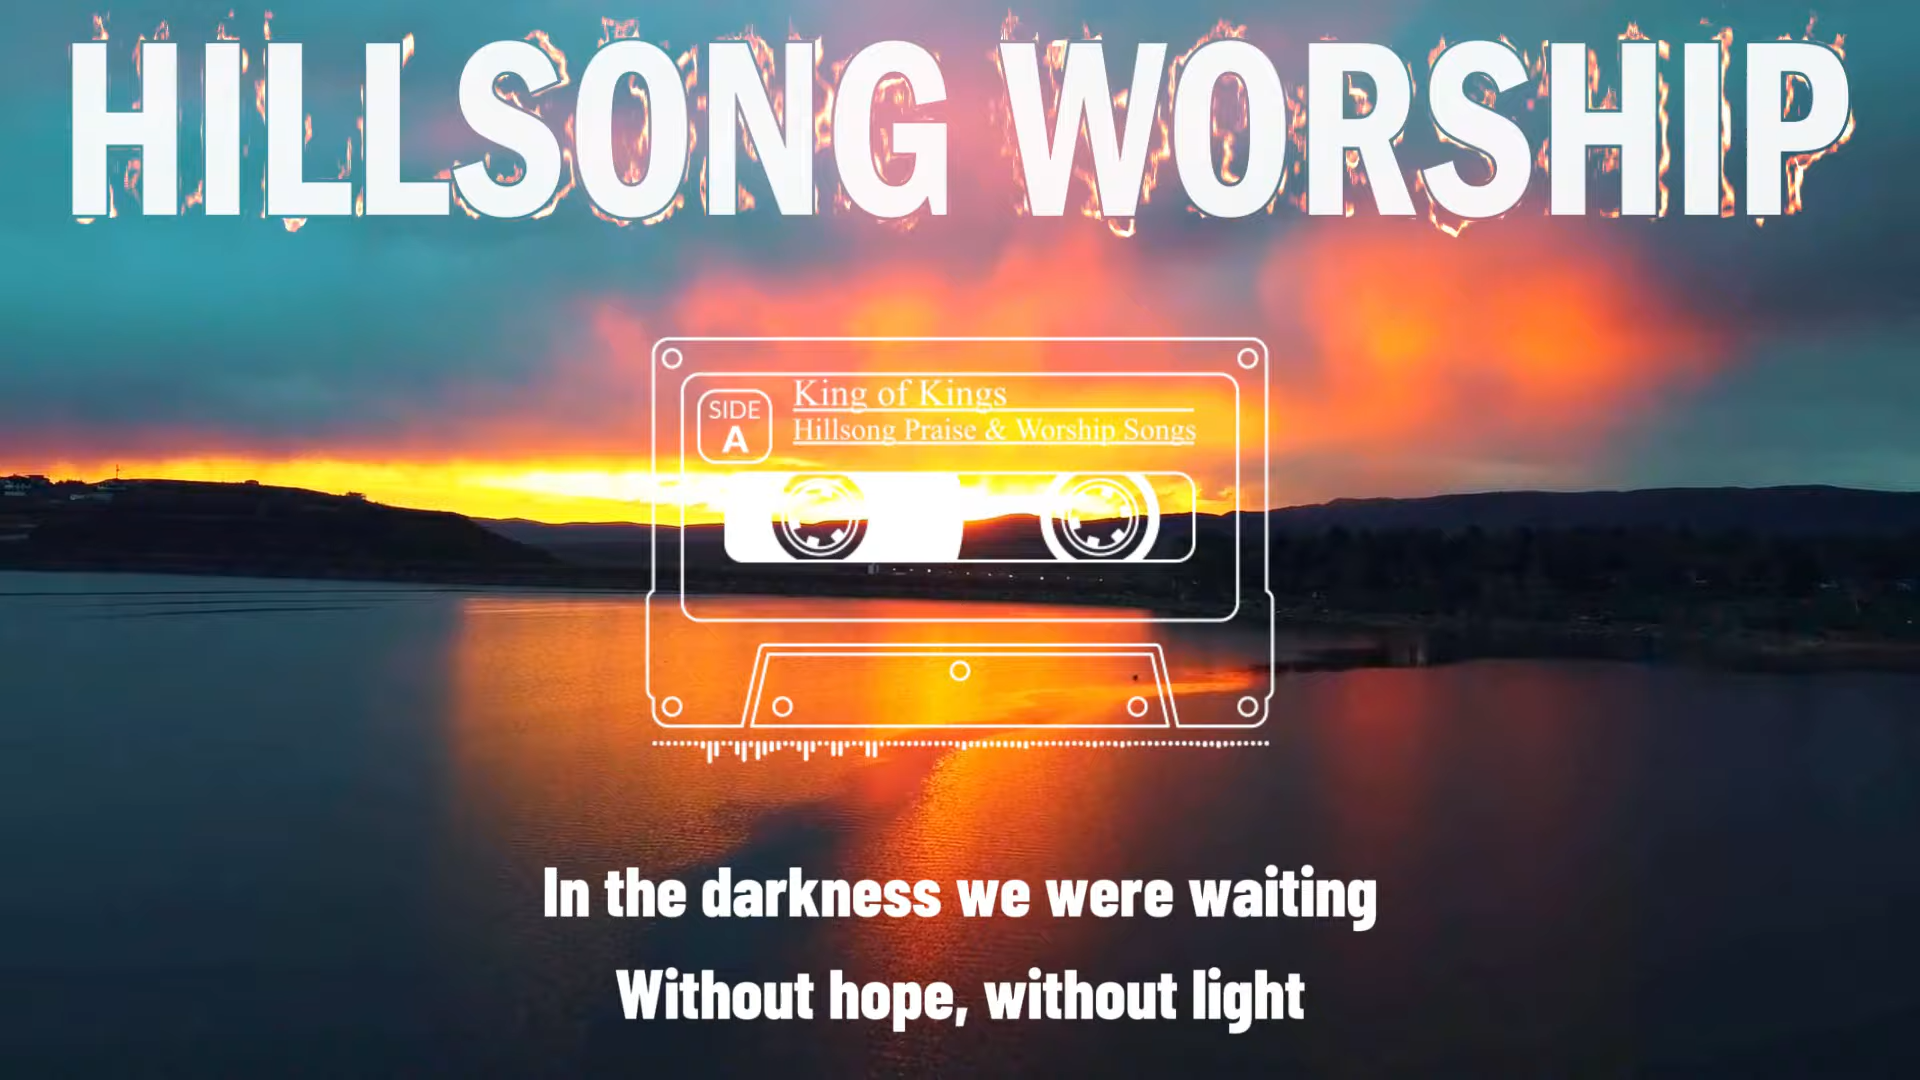 HILLSONG WORSHIP
SIDE
A
King of Kings
Hillsong Praise & Worship Songs
In the darkness we were waiting
Without hope, without light